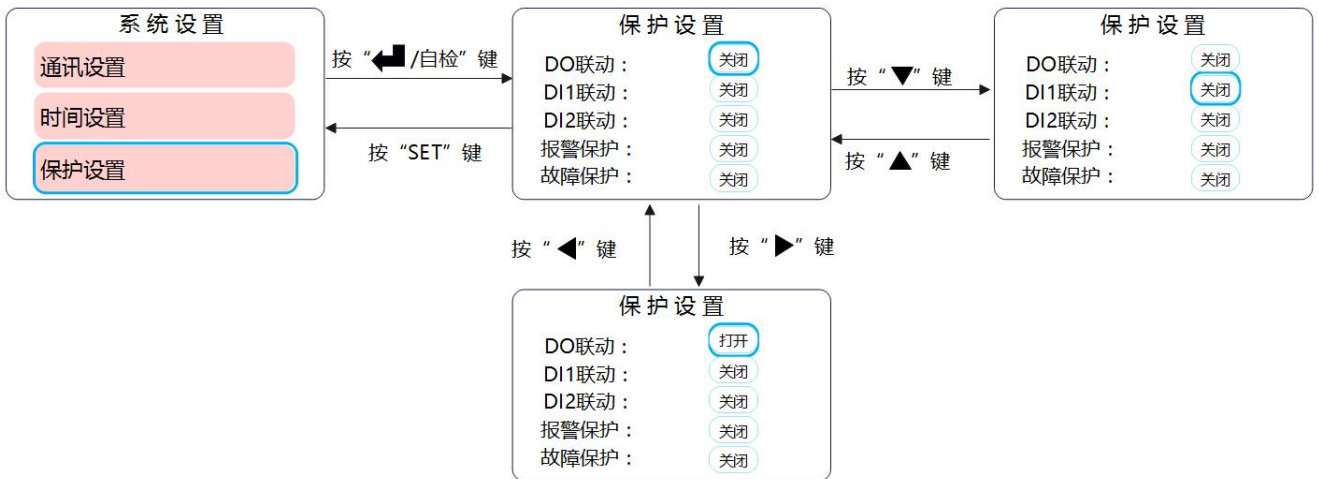 系统设置
通讯设置
时间设置
保护设置
按“ /自检”键
按“SET”键
保护设置
DO联动： 关闭
DI1联动： 关闭
DI2联动： 关闭
报警保护： 关闭
故障保护： 关闭
按“▼”键
按“▲”键
保护设置
DO联动： 关闭
DI1联动： 关闭
DI2联动： 关闭
报警保护： 关闭
故障保护： 关闭
按“◀”键
按“▶”键
保护设置
DO联动： 打开
DI1联动： 关闭
DI2联动： 关闭
报警保护： 关闭
故障保护： 关闭